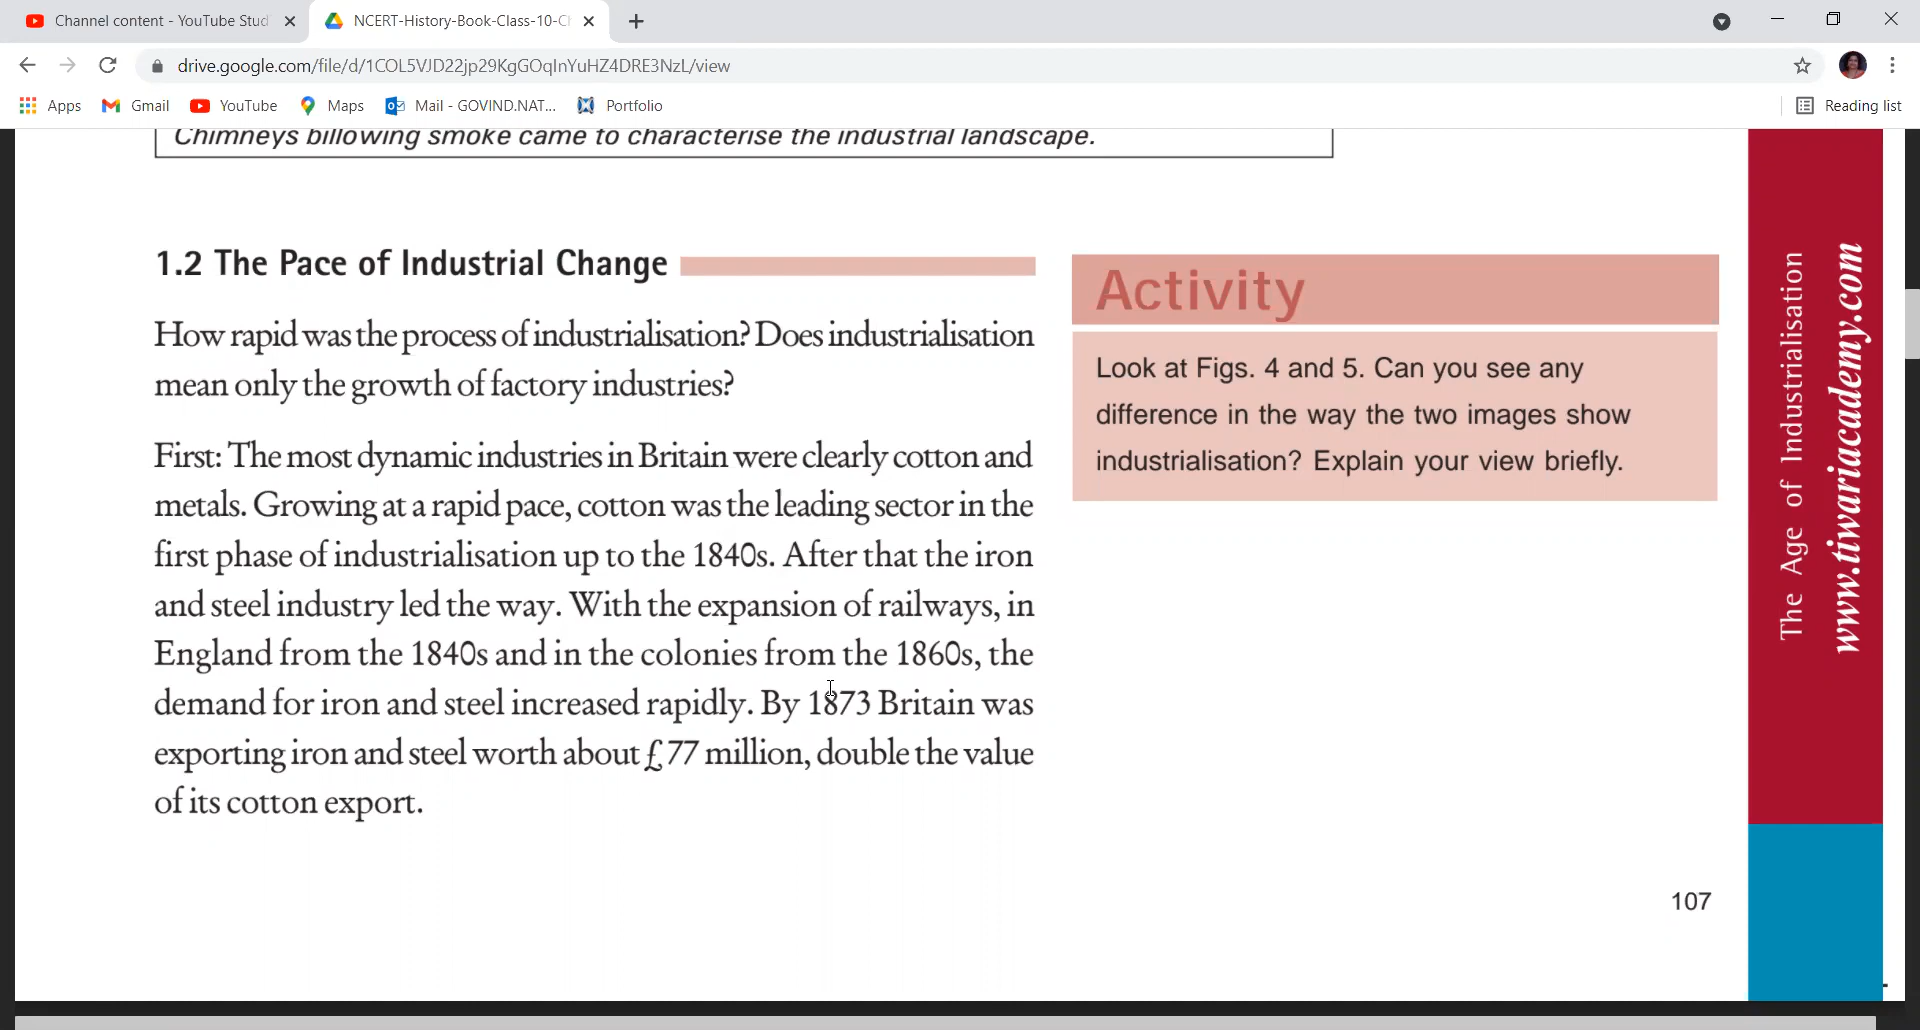 Channel content - YouTube Stud
NCERT-History-Book-Class-10-C
drive.google.com/file/d/1COL5VJD22jp29KgGOqInYuHZ4DRE3NzL/view
Apps
Gmail
YouTube
Maps
Mail - GOVIND.NAT...
Portfolio
Reading list
Chimneys billowing smoke came to characterise the industrial landscape.
1.2 The Pace of Industrial Change
How rapid was the process of industrialisation? Does industrialisation
mean only the growth of factory industries?
First: The most dynamic industries in Britain were clearly cotton and
metals. Growing at a rapid pace, cotton was the leading sector in the
first phase of industrialisation up to the 1840s. After that the iron
and steel industry led the way. With the expansion of railways, in
England from the 1840s and in the colonies from the 1860s, the
demand for iron and steel increased rapidly. By 1873 Britain was
exporting iron and steel worth about £ 77 million, double the value
of its cotton export.
Activity
Look at Figs. 4 and 5. Can you see any
difference in the way the two images show
industrialisation? Explain your view briefly.
The Age of Industrialisation
www.tiwariacademy.com
107